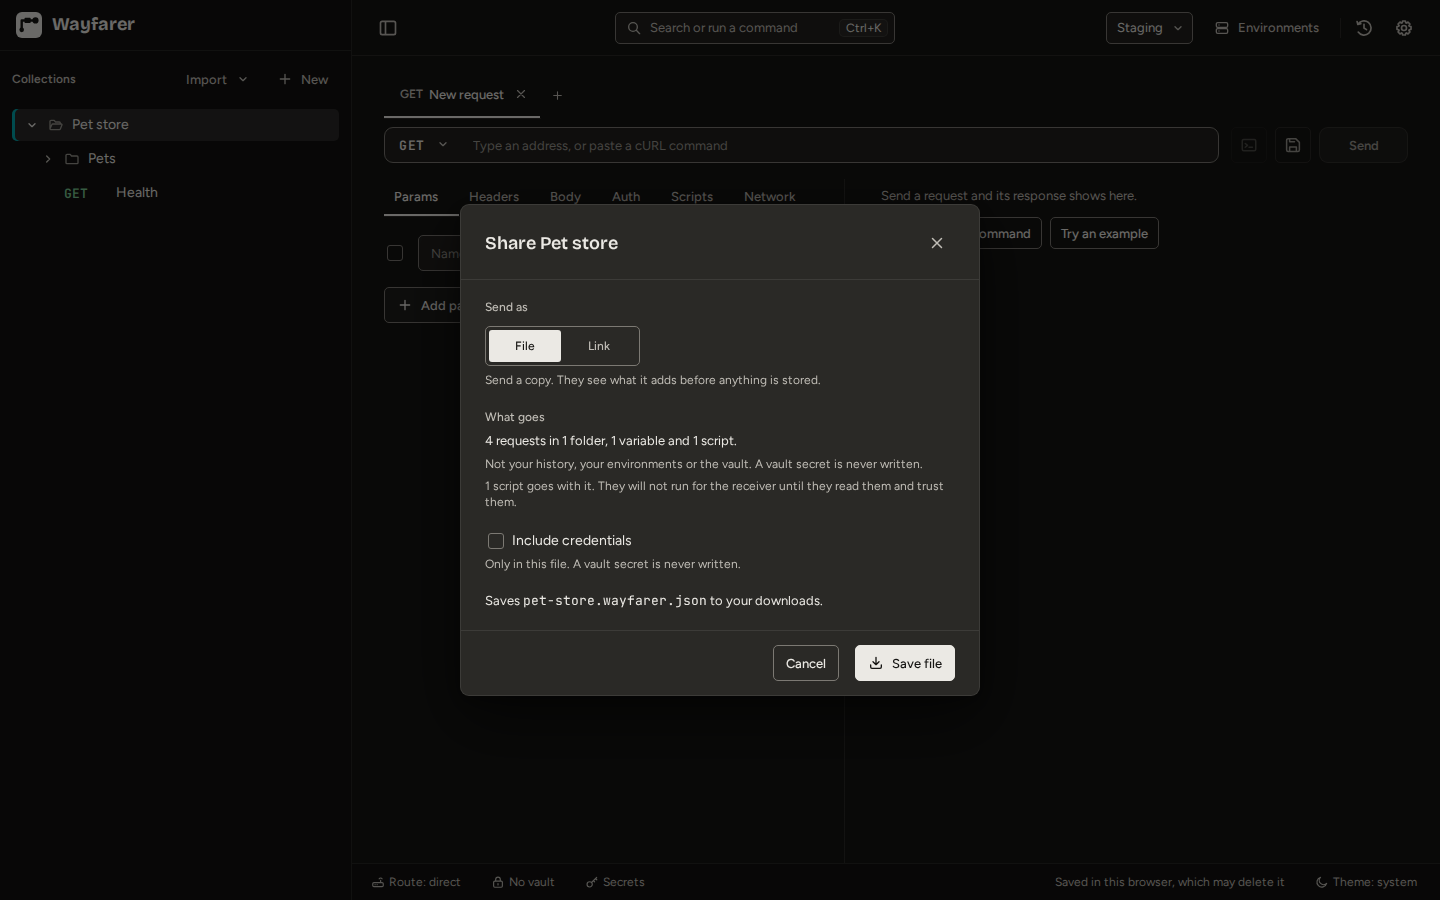 Wayfarer
Search or run a command
Ctrl+K
Staging
Environments
Collections
Import
New
Pet store
Pets
GET Health
GET New request
GET
Type an address, or paste a cURL command
Send
Params
Headers
Body
Auth
Scripts
Network
Send a request and its response shows here.
ommand
Try an example
Nam
Add pa
Share Pet store
Send as
File
Link
Send a copy. They see what it adds before anything is stored.
What goes
4 requests in 1 folder, 1 variable and 1 script.
Not your history, your environments or the vault. A vault secret is never written.
1 script goes with it. They will not run for the receiver until they read them and trust
them.
Include credentials
Only in this file. A vault secret is never written.
Saves pet-store.wayfarer.json to your downloads.
Cancel
Save file
Route: direct
No vault
Secrets
Saved in this browser, which may delete it
Theme: system